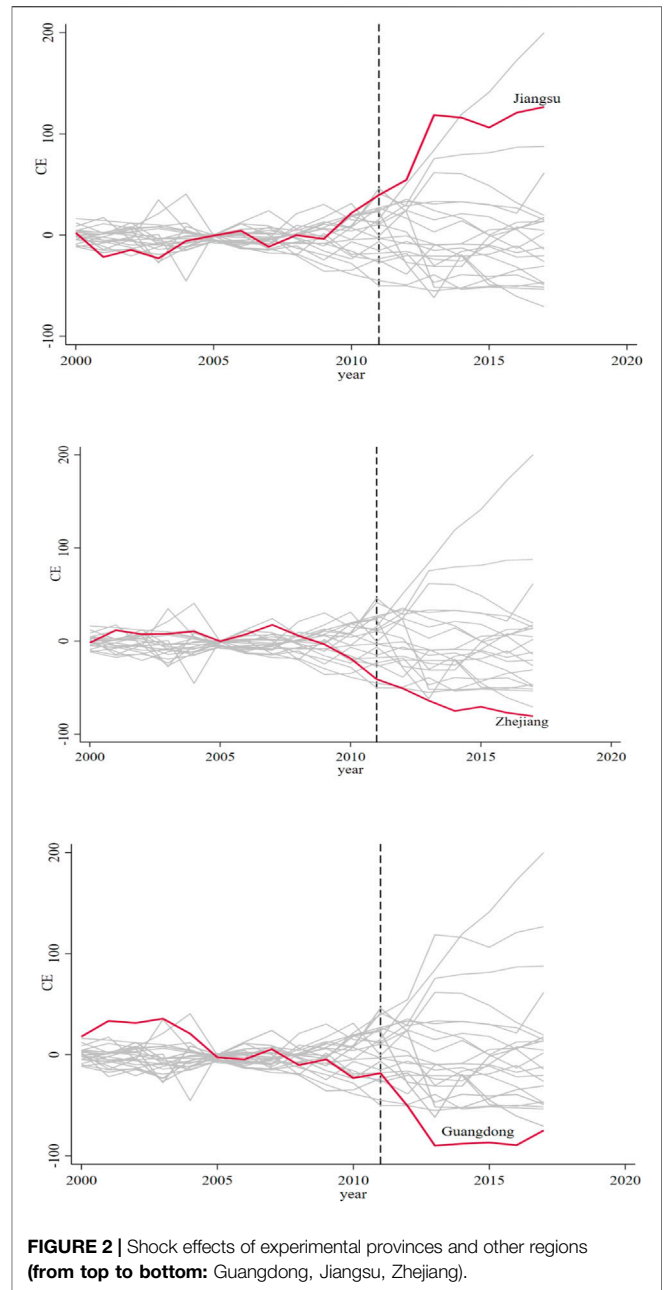 200
Jiangsu
100
CE
0
-100
2000 2005 2010 2015 2020
year
200
100
CE
0
Zhejiang
-100
2000 2005 2010 2015 2020
year
200
100
CE
0
Guangdong
-100
2000 2005 2010 2015 2020
year
FIGURE 2 | Shock effects of experimental provinces and other regions
(from top to bottom: Guangdong, Jiangsu, Zhejiang).